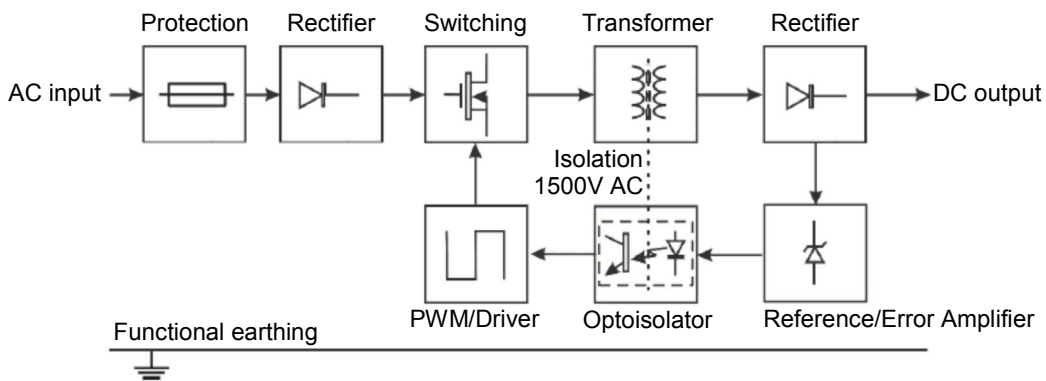 Protection
Rectifier
Switching
Transformer
Rectifier
AC input
DC output
Isolation
1500V AC
PWM/Driver
Optoisolator
Reference/Error Amplifier
Functional earthing